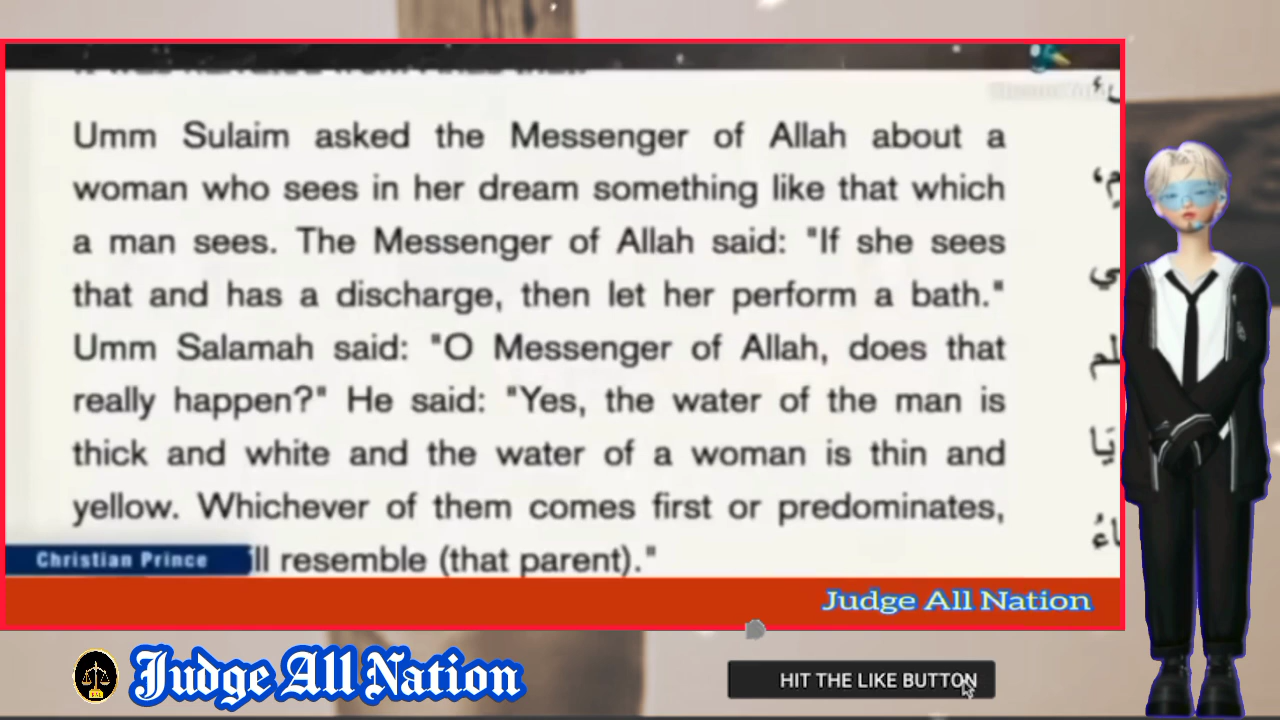 Umm Sulaim asked the Messenger of Allah about a
woman who sees in her dream something like that which
a man sees. The Messenger of Allah said: "If she sees
that and has a discharge, then let her perform a bath."
Umm Salamah said: "O Messenger of Allah, does that
really happen?" He said: "Yes, the water of the man is
thick and white and the water of a woman is thin and
yellow. Whichever of them comes first or predominates,
resemble (that parent)."
Christian Prince
Judge All Nation
Judge All Nation
HIT THE LIKE BUTTON